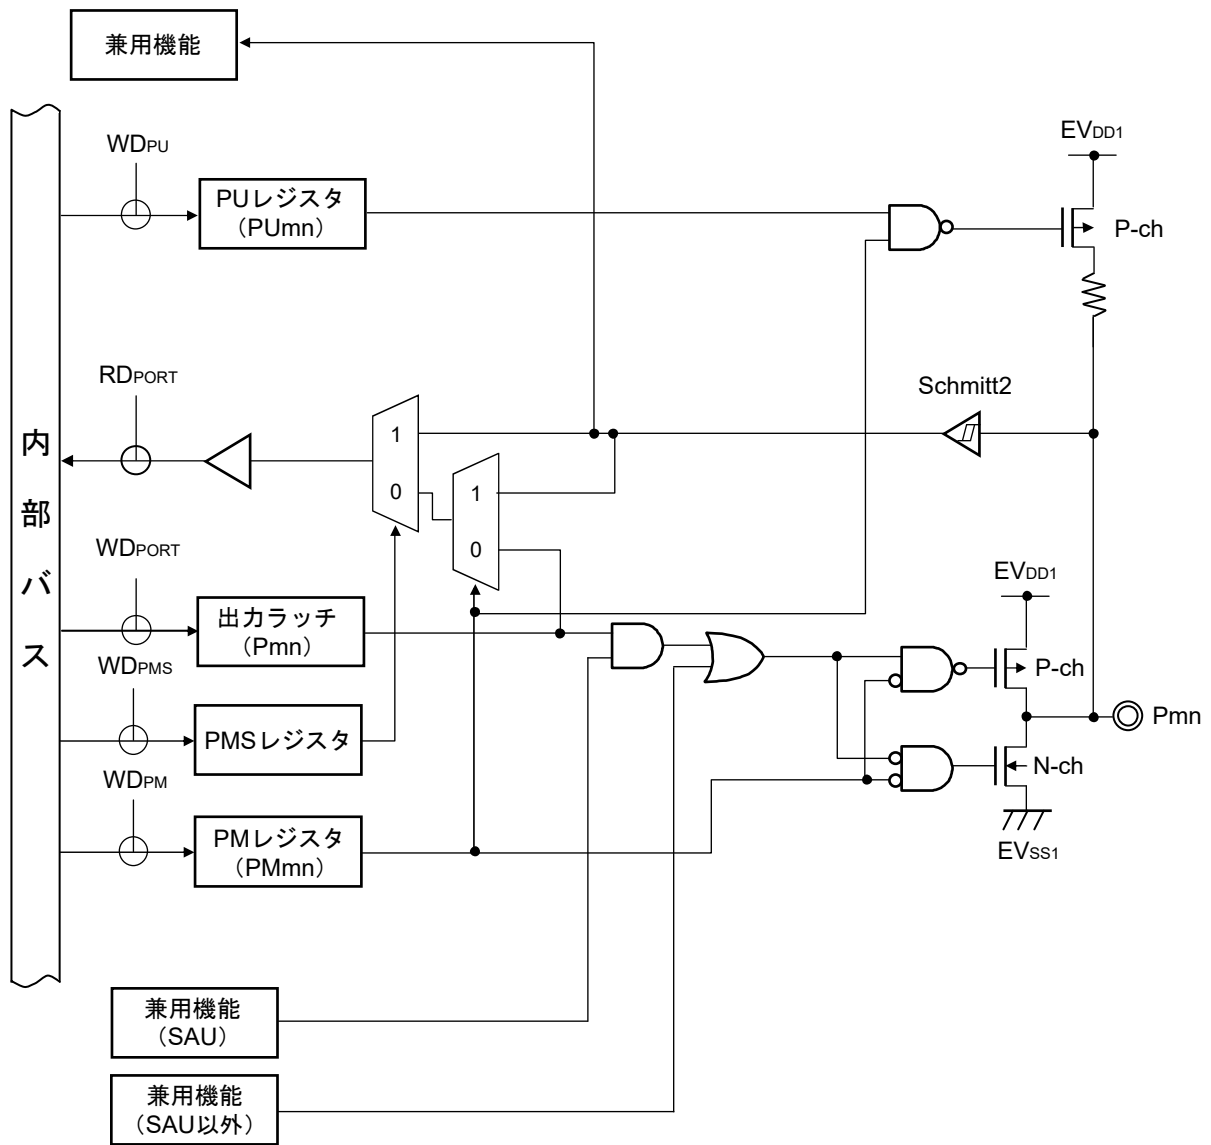 兼用機能
EVDD1
WDPU
PUレジスタ
（PUmn）
P-ch
RDPORT
Schmitt2
1
0
1
0
内部バス
WDPORT
EVDD1
出力ラッチ
（Pmn）
WDPMS
P-ch
Pmn
PMSレジスタ
WDPM
N-ch
PMレジスタ
（PMmn）
EVSS1
兼用機能
（SAU）
兼用機能
（SAU以外）